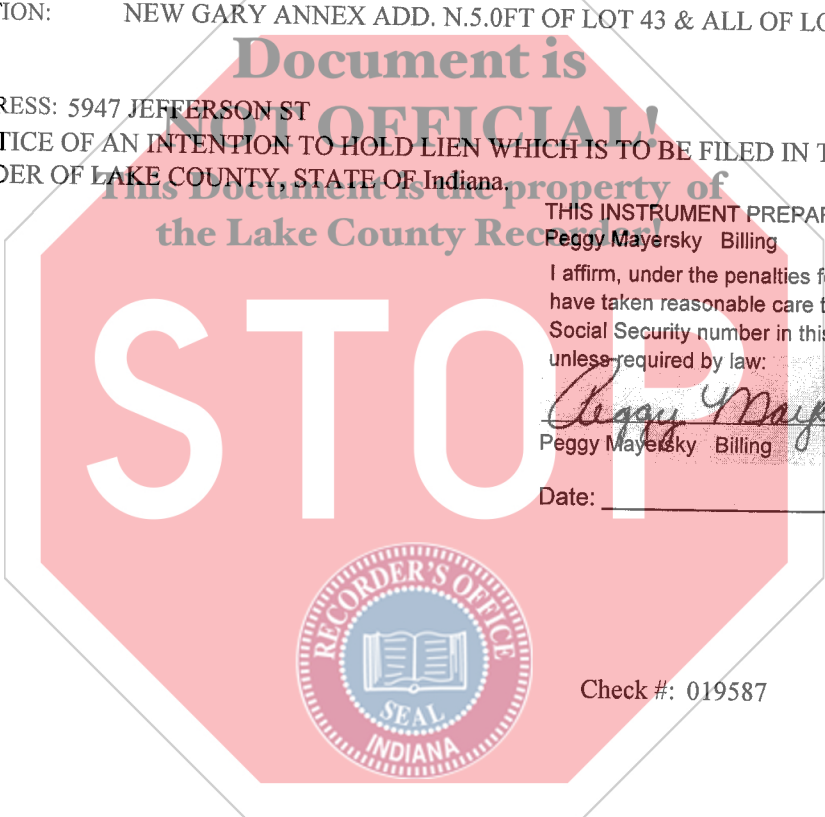 TION: NEW GARY ANNEX ADD. N.5.0FT OF LOT 43 & ALL OF LO
Document is
RESS: 5947 JEFFERSON ST
NOT OFFICIAL!
TICE OF AN INTENTION TO HOLD LIEN WHICH IS TO BE FILED IN T
DER OF LAKE COUNTY, STATE OF Indiana.
This Document is the property of
the Lake County Recorder!
THIS INSTRUMENT PREPAR
Peggy Mayersky Billing
I affirm, under the penalties f
have taken reasonable care t
Social Security number in this
unless required by law:
Peggy Maye
Peggy Mayersky Billing
Date:
STOP
RECORDER'S OFFICE
SEAL
INDIANA
Check #: 019587